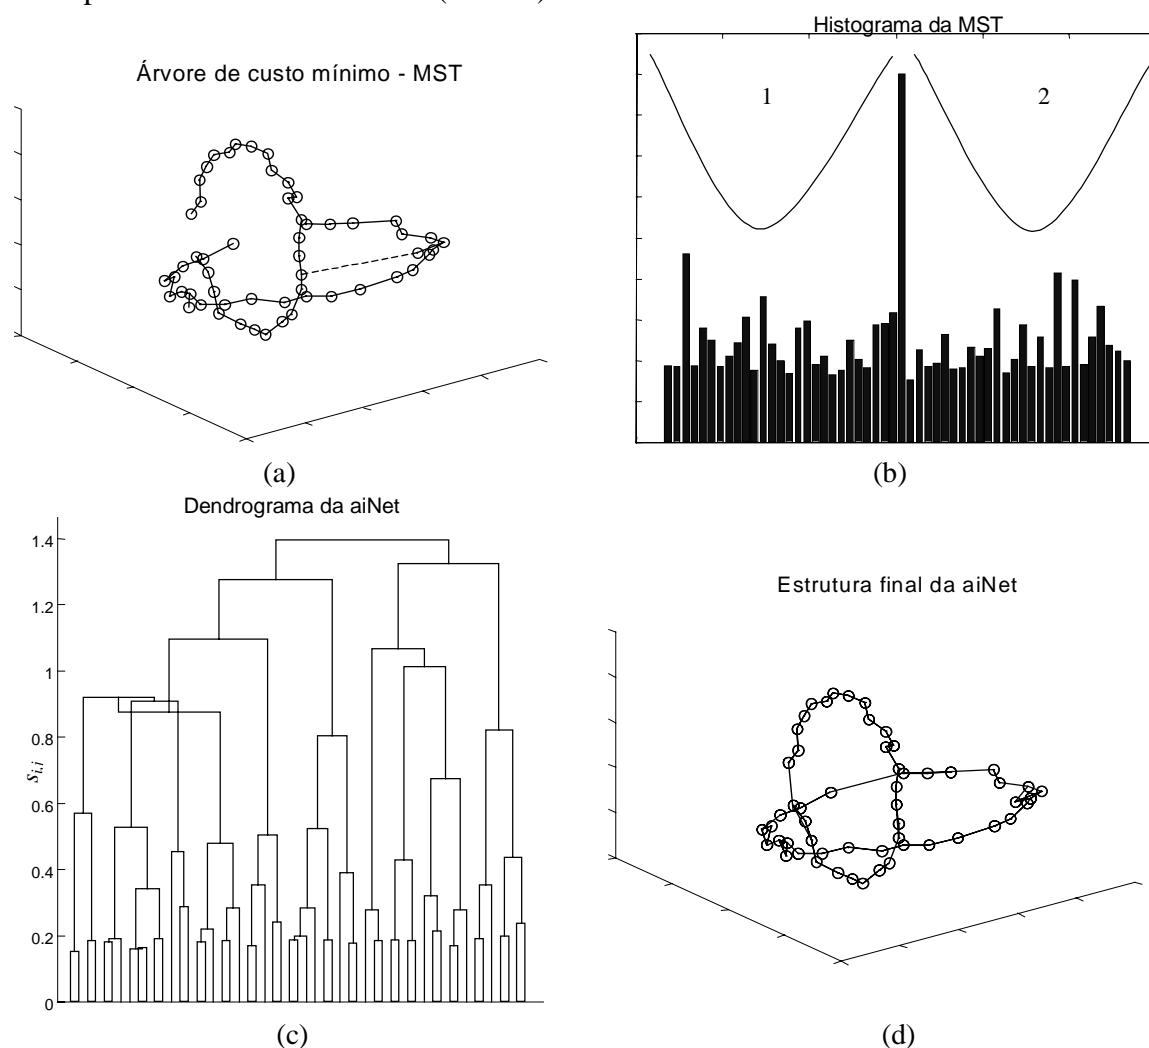 Histograma da MST
Árvore de custo mínimo - MST
1
2
(a)
(b)
Dendrograma da aiNet
1.4
1.2
1
0.8
0.6
0.4
0.2
0
s_{i,j}
Estrutura final da aiNet
(c)
(d)